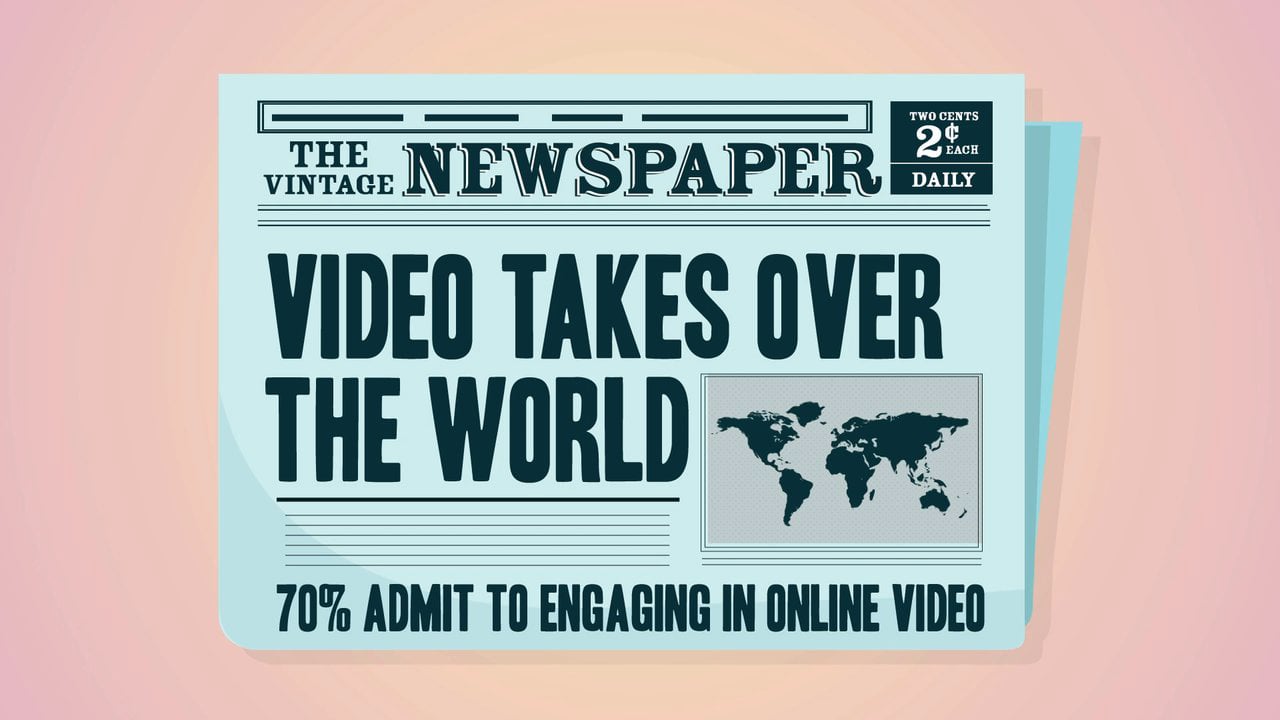 THE
VINTAGE
NEWSPAPER
TWO CENTS
2¢
EACH
DAILY
VIDEO TAKES OVER
THE WORLD
70% ADMIT TO ENGAGING IN ONLINE VIDEO